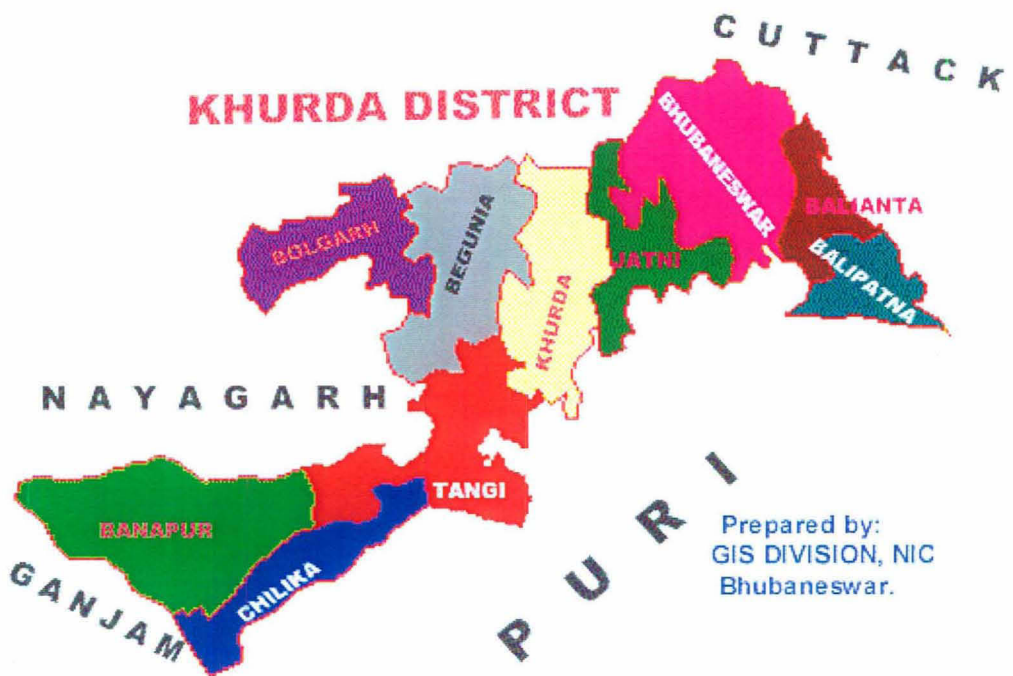 CUTTACK
KHURDA DISTRICT
BHUBANESWAR
BALIANTA
BOLGARH
BEGUNIA
JATNI
BALIPATNA
KHURDA
NAYAGARH
TANGI
BANAPUR
CHILIKA
GANJAM
PURI
Prepared by:
GIS DIVISION, NIC
Bhubaneswar.